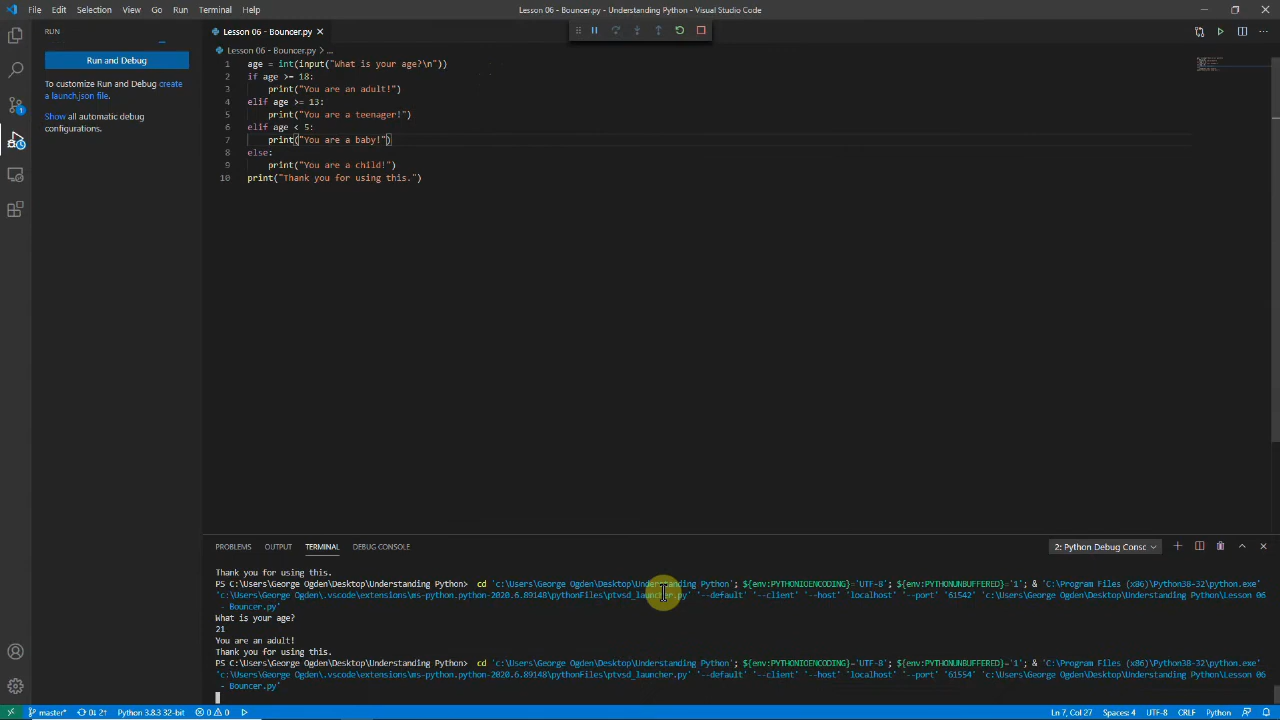 File Edit Selection View Go Run Terminal Help
Lesson 06 - Bouncer.py - Understanding Python - Visual Studio Code
RUN
Run and Debug
To customize Run and Debug create
a launch.json file.
Show all automatic debug
configurations.
1
1
Lesson 06 - Bouncer.py
Lesson 06 - Bouncer.py > ...
1 age = int(input("What is your age?\n"))
2 if age >= 18:
3 print("You are an adult!")
4 elif age >= 13:
5 print("You are a teenager!")
6 elif age < 5:
7 print("You are a baby!")
8 else:
9 print("You are a child!")
10 print("Thank you for using this.")
PROBLEMS OUTPUT TERMINAL DEBUG CONSOLE
2: Python Debug Consc
Thank you for using this.
PS C:\Users\George Ogden\Desktop\Understanding Python> cd 'c:\Users\George Ogden\Desktop\Understanding Python'; ${env:PYTHONIOENCODING}='UTF-8'; ${env:PYTHONUNBUFFERED}='1'; & 'C:\Program Files (x86)\Python38-32\python.exe'
'c:\Users\George Ogden\.vscode\extensions\ms-python.python-2020.6.89148\pythonFiles\ptvsd_launcher.py' '--default' '--client' '--host' 'localhost' '--port' '61542' 'c:\Users\George Ogden\Desktop\Understanding Python\Lesson 06
- Bouncer.py'
What is your age?
21
You are an adult!
Thank you for using this.
PS C:\Users\George Ogden\Desktop\Understanding Python> cd 'c:\Users\George Ogden\Desktop\Understanding Python'; ${env:PYTHONIOENCODING}='UTF-8'; ${env:PYTHONUNBUFFERED}='1'; & 'C:\Program Files (x86)\Python38-32\python.exe'
'c:\Users\George Ogden\.vscode\extensions\ms-python.python-2020.6.89148\pythonFiles\ptvsd_launcher.py' '--default' '--client' '--host' 'localhost' '--port' '61554' 'c:\Users\George Ogden\Desktop\Understanding Python\Lesson 06
- Bouncer.py'
master* 0↓ 2↑ Python 3.8.3 32-bit 0 0 Ln 7, Col 27 Spaces: 4 UTF-8 CRLF Python